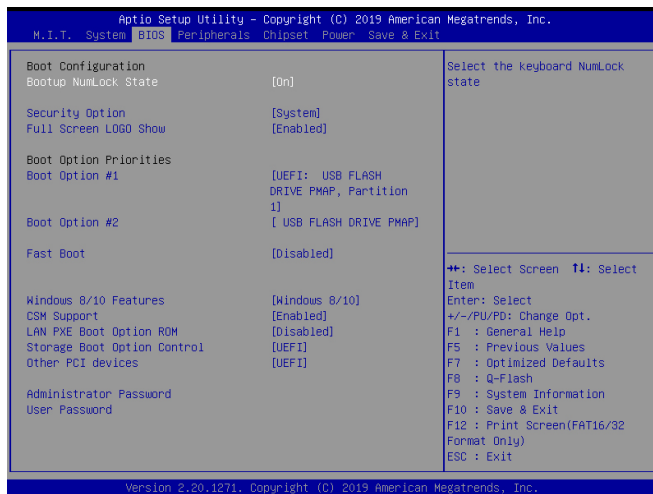 Aptio Setup Utility – Copyright (C) 2019 American Megatrends, Inc.
M.I.T. System BIOS Peripherals Chipset Power Save & Exit
Boot Configuration
Bootup NumLock State [On]
Security Option [System]
Full Screen LOGO Show [Enabled]
Boot Option Priorities
Boot Option #1 [UEFI: USB FLASH
DRIVE PMAP, Partition
1]
Boot Option #2 [ USB FLASH DRIVE PMAP]
Fast Boot [Disabled]
Windows 8/10 Features [Windows 8/10]
CSM Support [Enabled]
LAN PXE Boot Option ROM [Disabled]
Storage Boot Option Control [UEFI]
Other PCI devices [UEFI]
Administrator Password
User Password
Select the keyboard NumLock
state
→←: Select Screen ↑↓: Select
Item
Enter: Select
+/-/PU/PD: Change Opt.
F1 : General Help
F5 : Previous Values
F7 : Optimized Defaults
F8 : Q-Flash
F9 : System Information
F10 : Save & Exit
F12 : Print Screen(FAT16/32
Format Only)
ESC : Exit
Version 2.20.1271. Copyright (C) 2019 American Megatrends, Inc.